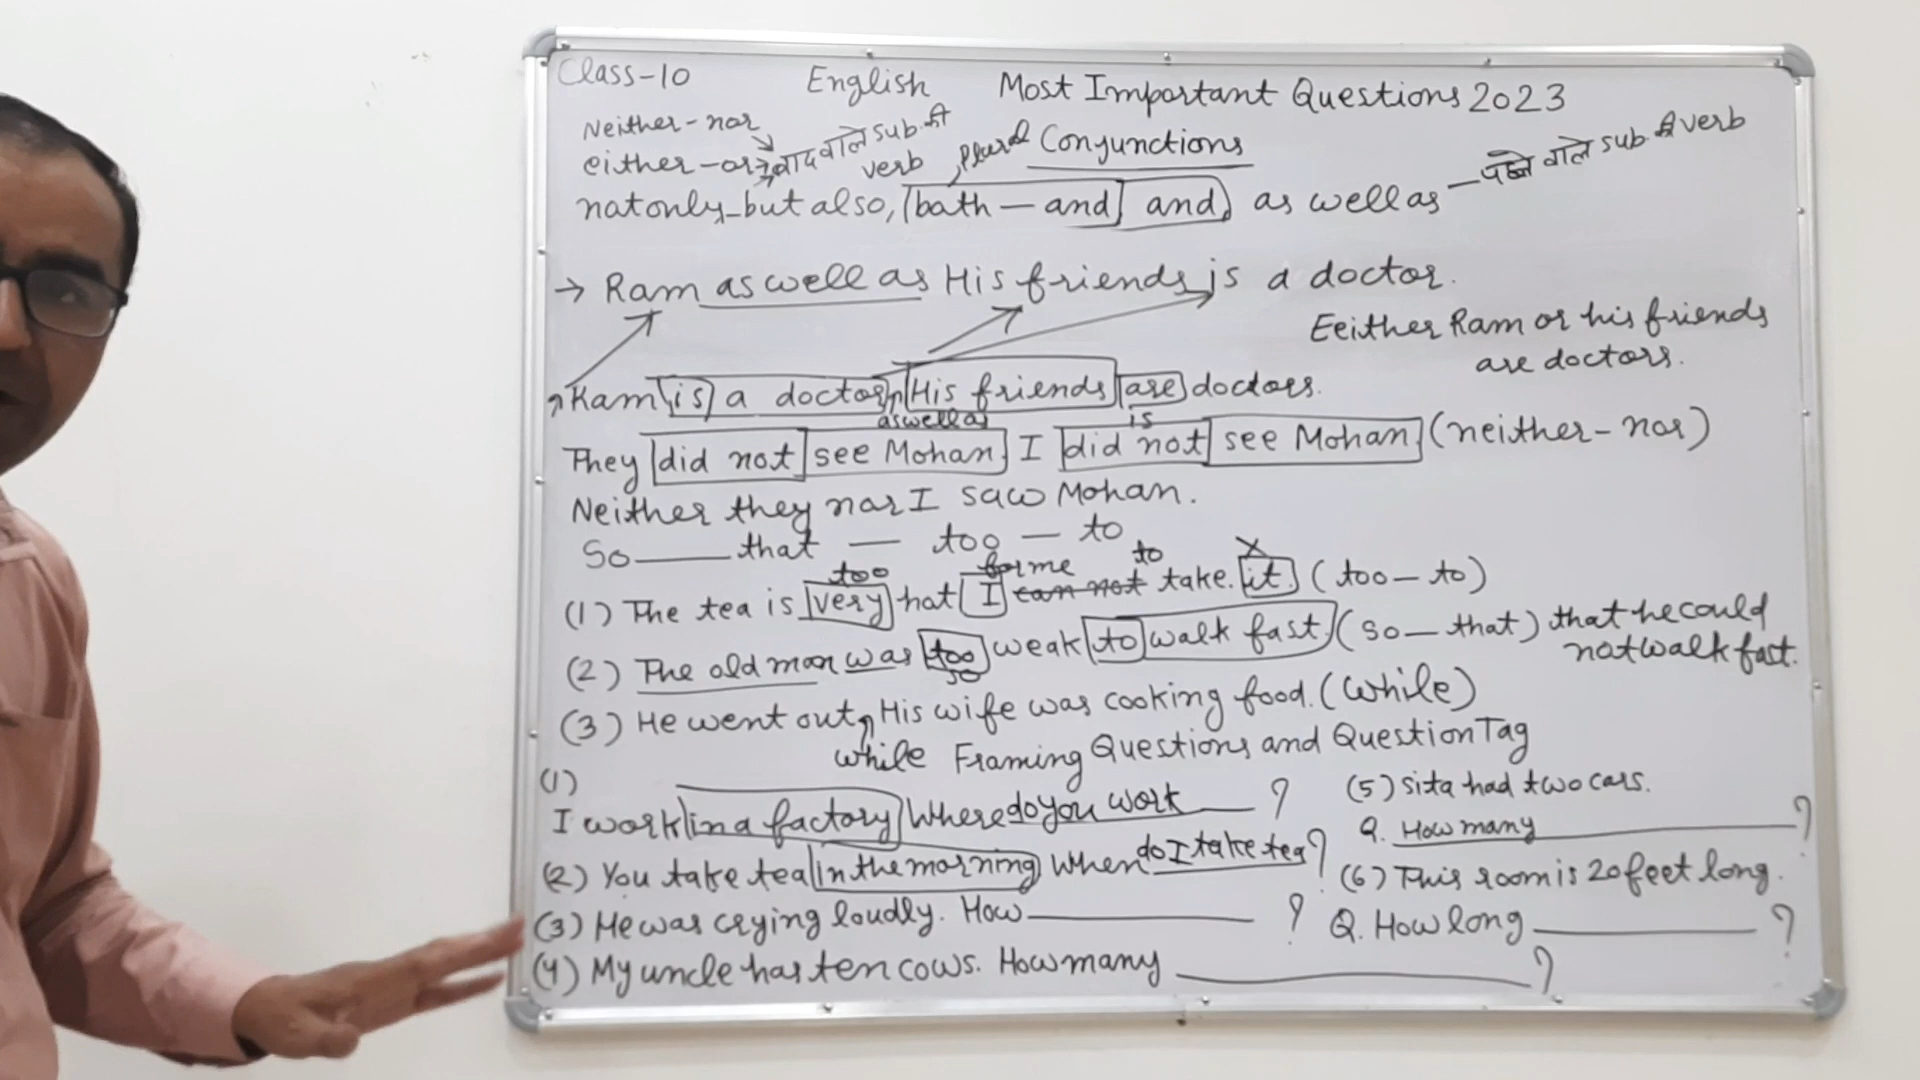 Class-10 English Most Important Questions 2023
Neither-nor
either-or बाद वाले sub. की verb , Plural Conjunctions
not only-but also, both — and and, as well as — पहले वाले sub. की verb
→ Ram as well as His friends is a doctor.
Eeither Ram or his friends
are doctors.
Ram is a doctor, His friends are doctors.
as well as is
They did not see Mohan. I did not see Mohan. (neither-nor)
Neither they nor I saw Mohan.
So — that — too — to
too for me to x
(1) The tea is very hot I can not take it. (too-to)
(2) The old man was too weak to walk fast. (so-that) that he could
so not walk fast.
(3) He went out, His wife was cooking food. (While)
while Framing Questions and Question Tag
(1)
I work in a factory Where do you work ?
(2) You take tea in the morning When do I take tea ?
(3) He was crying loudly. How ?
(4) My uncle has ten cows. How many ?
(5) Sita had two cars.
Q. How many ?
(6) This room is 20 feet long.
Q. How long ?